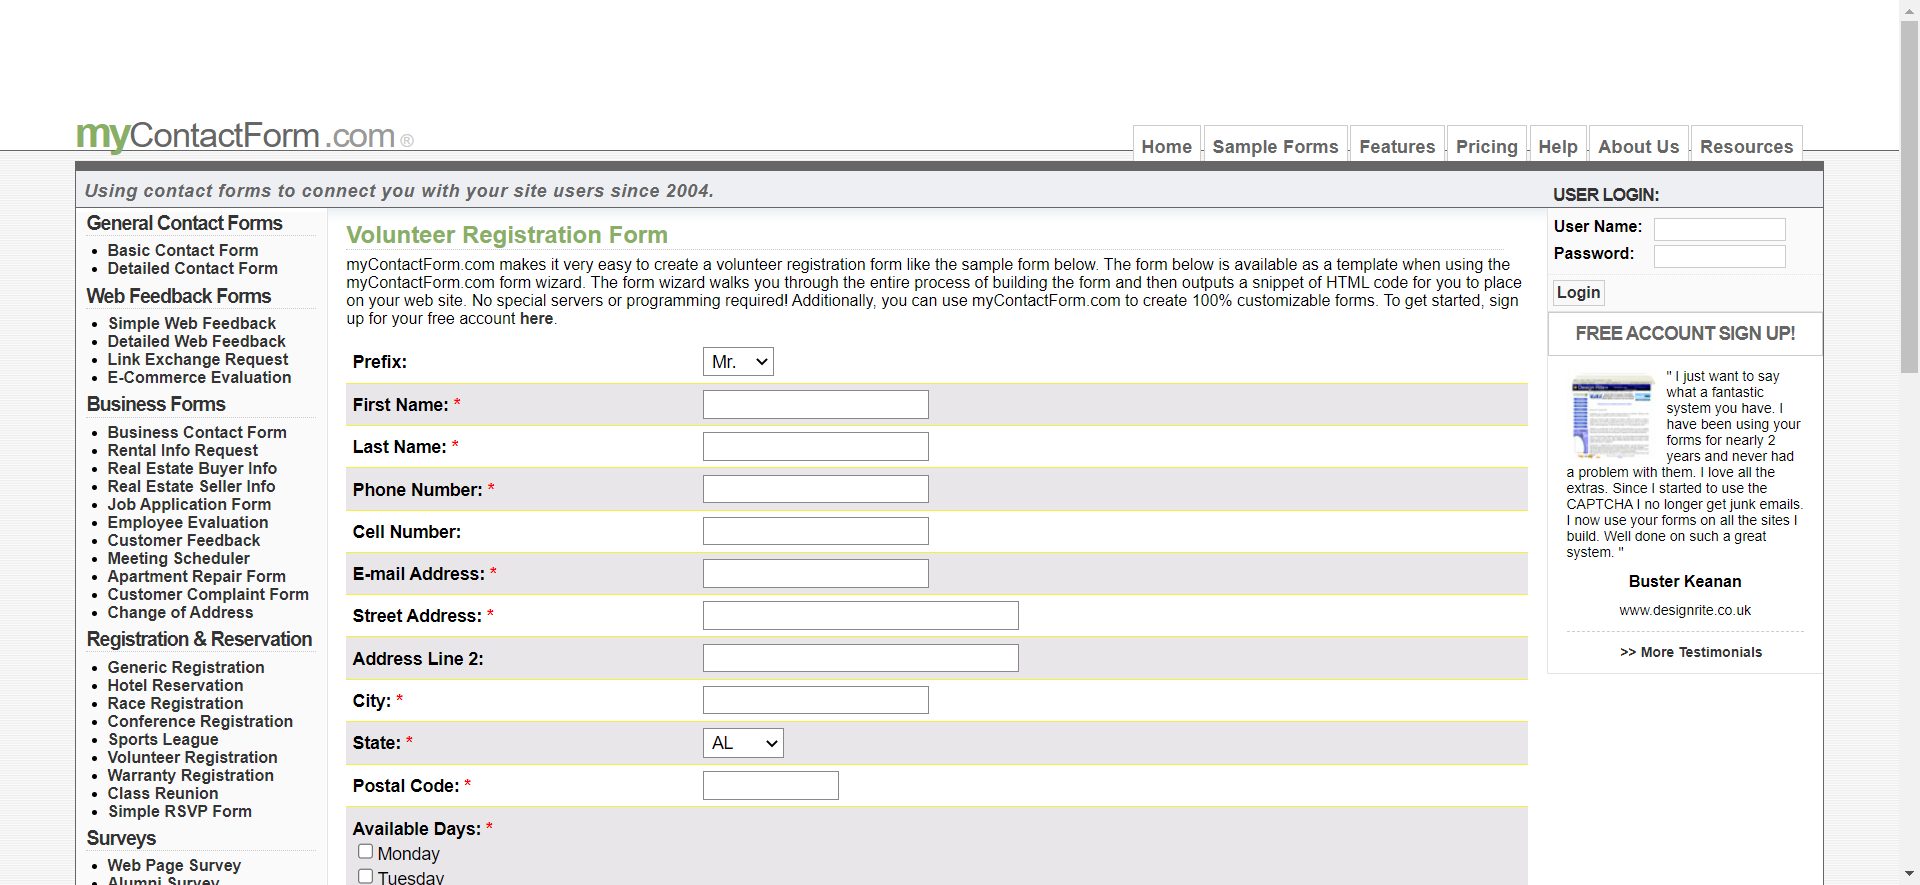 myContactForm.com®
Home
Sample Forms
Features
Pricing
Help
About Us
Resources
Using contact forms to connect you with your site users since 2004.
USER LOGIN:
General Contact Forms
Basic Contact Form
Detailed Contact Form
Web Feedback Forms
Simple Web Feedback
Detailed Web Feedback
Link Exchange Request
E-Commerce Evaluation
Business Forms
Business Contact Form
Rental Info Request
Real Estate Buyer Info
Real Estate Seller Info
Job Application Form
Employee Evaluation
Customer Feedback
Meeting Scheduler
Apartment Repair Form
Customer Complaint Form
Change of Address
Registration & Reservation
Generic Registration
Hotel Reservation
Race Registration
Conference Registration
Sports League
Volunteer Registration
Warranty Registration
Class Reunion
Simple RSVP Form
Surveys
Web Page Survey
Alumni Survey
Volunteer Registration Form
myContactForm.com makes it very easy to create a volunteer registration form like the sample form below. The form below is available as a template when using the
myContactForm.com form wizard. The form wizard walks you through the entire process of building the form and then outputs a snippet of HTML code for you to place
on your web site. No special servers or programming required! Additionally, you can use myContactForm.com to create 100% customizable forms. To get started, sign
up for your free account here.
Prefix: Mr.
First Name: *
Last Name: *
Phone Number: *
Cell Number:
E-mail Address: *
Street Address: *
Address Line 2:
City: *
State: * AL
Postal Code: *
Available Days: *
Monday
Tuesday
User Name:
Password:
Login
FREE ACCOUNT SIGN UP!
" I just want to say
what a fantastic
system you have. I
have been using your
forms for nearly 2
years and never had
a problem with them. I love all the
extras. Since I started to use the
CAPTCHA I no longer get junk emails.
I now use your forms on all the sites I
build. Well done on such a great
system. "
Buster Keanan
www.designrite.co.uk
>> More Testimonials